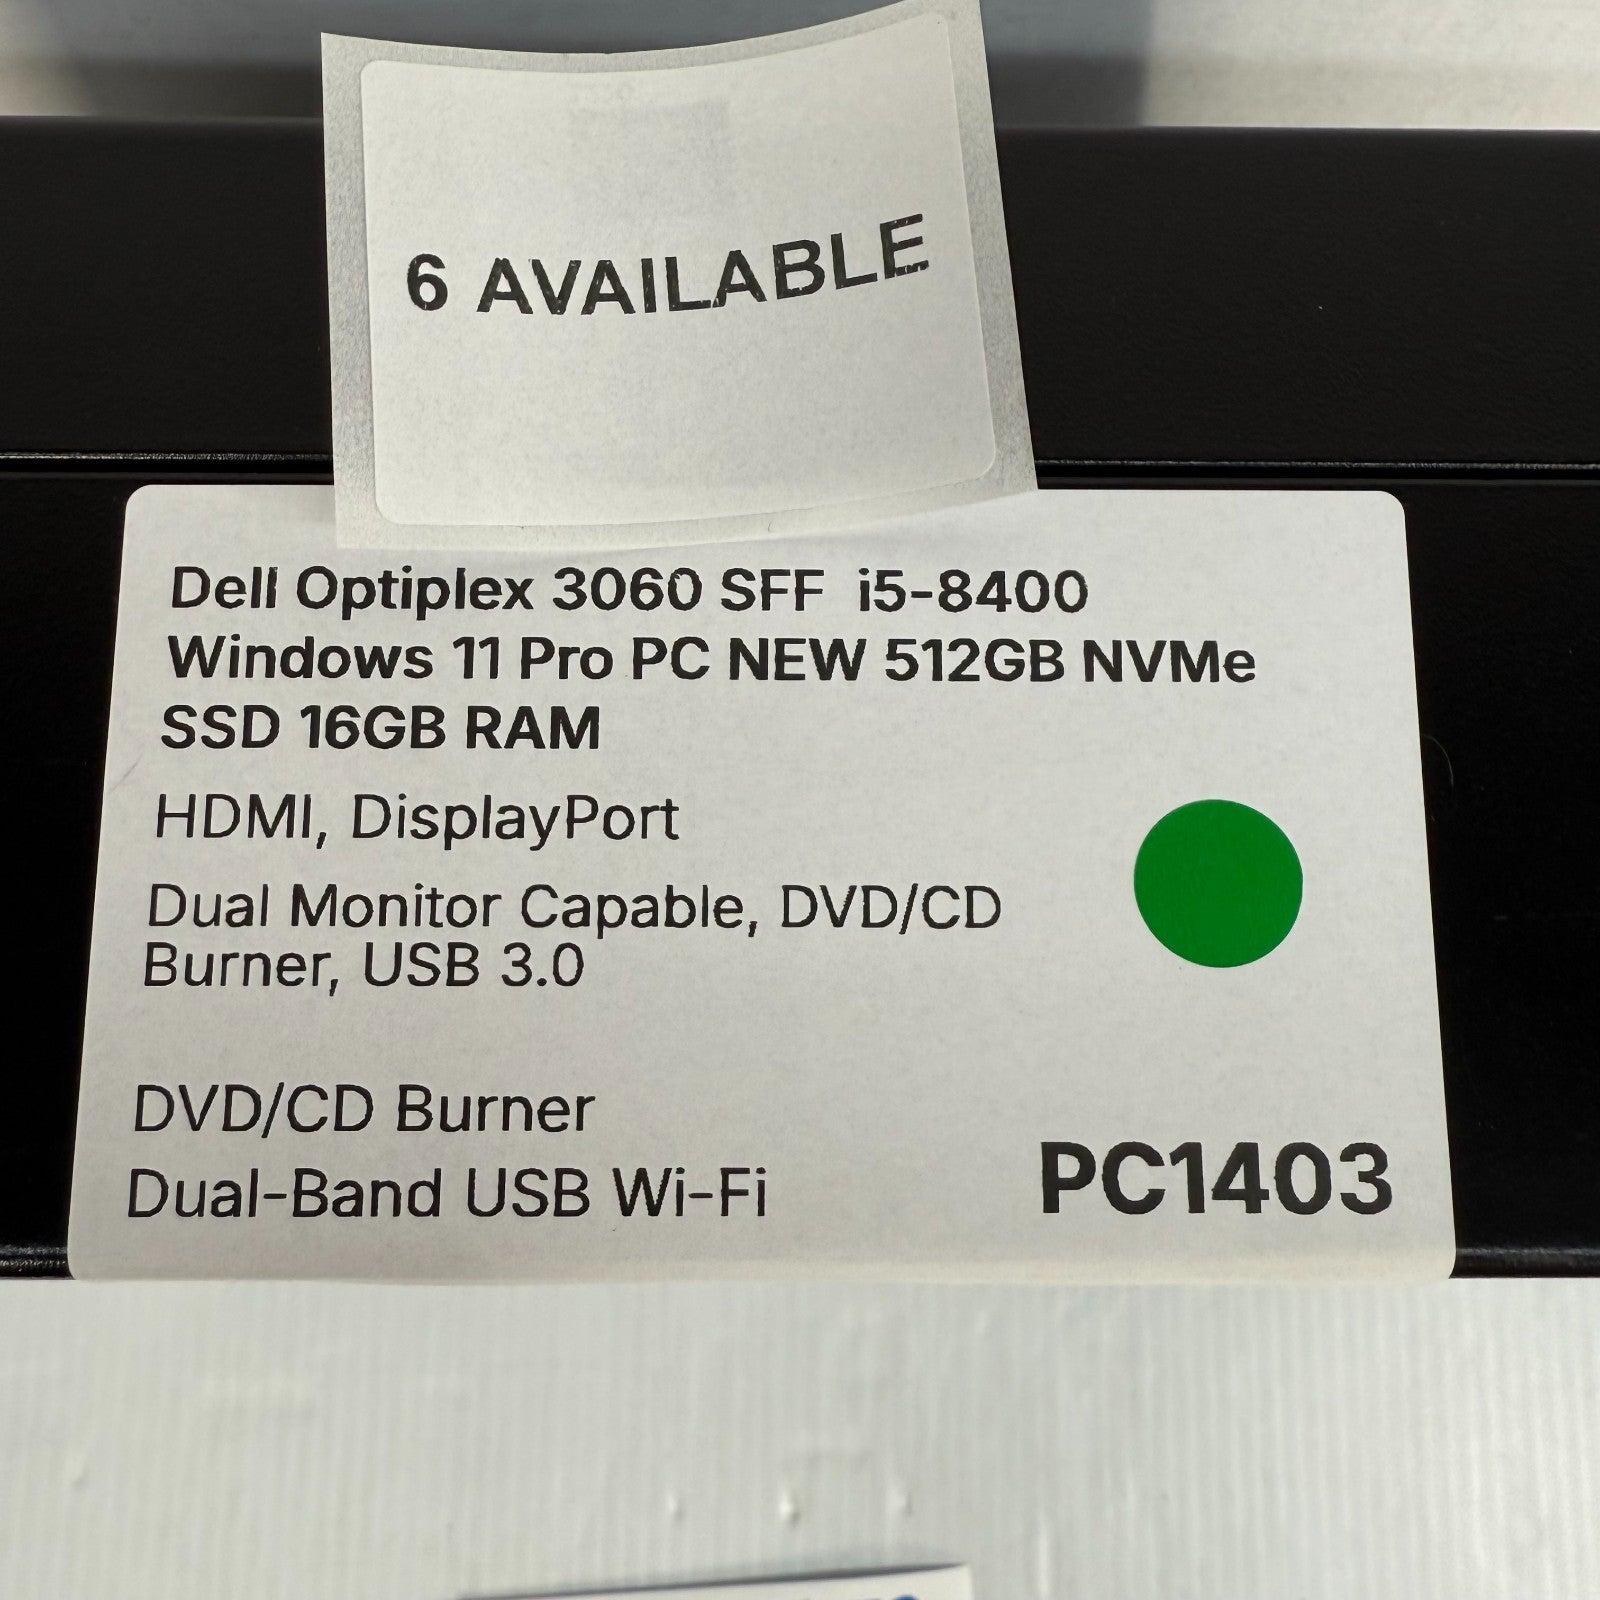 6 AVAILABLE
Dell Optiplex 3060 SFF i5-8400
Windows 11 Pro PC NEW 512GB NVMe
SSD 16GB RAM
HDMI, DisplayPort
Dual Monitor Capable, DVD/CD
Burner, USB 3.0
DVD/CD Burner
Dual-Band USB Wi-Fi
PC1403